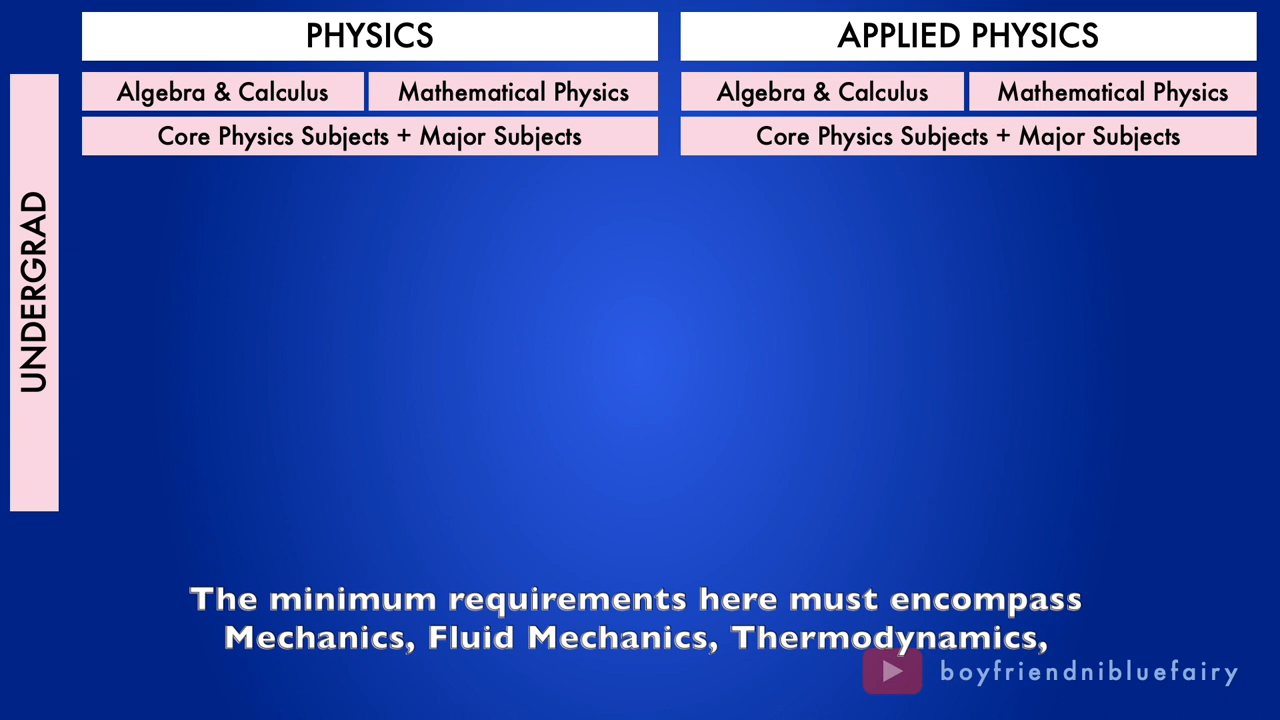 PHYSICS
APPLIED PHYSICS
Algebra & Calculus
Mathematical Physics
Algebra & Calculus
Mathematical Physics
Core Physics Subjects + Major Subjects
Core Physics Subjects + Major Subjects
UNDERGRAD
The minimum requirements here must encompass
Mechanics, Fluid Mechanics, Thermodynamics,
boyfriendnibluefairy